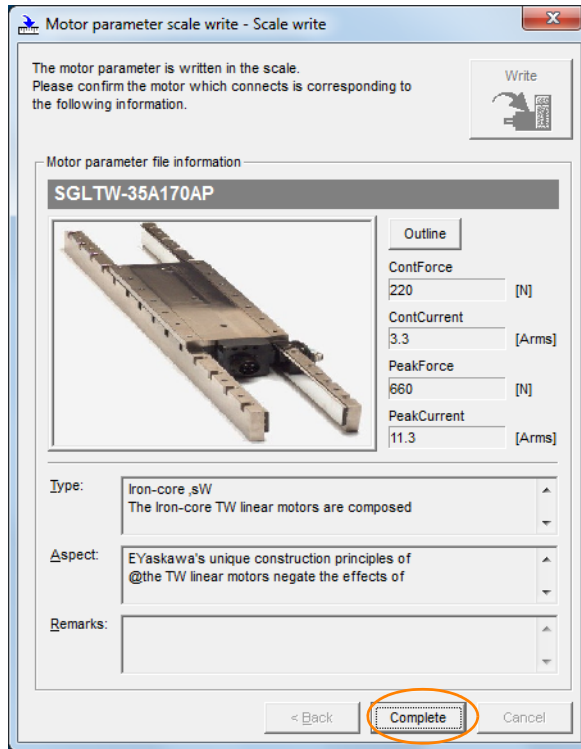 Motor parameter scale write - Scale write
The motor parameter is written in the scale.
Please confirm the motor which connects is corresponding to
the following information.
Write
Motor parameter file information
SGLTW-35A170AP
Outline
ContForce
220 [N]
ContCurrent
3.3 [Arms]
PeakForce
660 [N]
PeakCurrent
11.3 [Arms]
Type:
Iron-core ,sW
The Iron-core TW linear motors are composed
Aspect:
EYaskawa's unique construction principles of
@the TW linear motors negate the effects of
Remarks:
< Back
Complete
Cancel